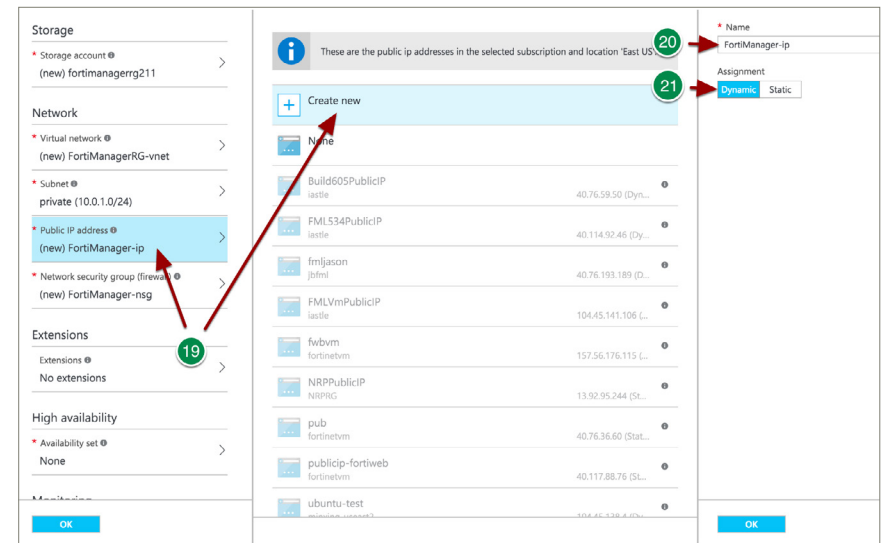 Storage
* Storage account
(new) fortimanagerrg211
Network
* Virtual network
(new) FortiManagerRG-vnet
* Subnet
private (10.0.1.0/24)
* Public IP address
(new) FortiManager-ip
* Network security group (firewall)
(new) FortiManager-nsg
Extensions
Extensions
No extensions
High availability
* Availability set
None
Monitoring
OK
19
These are the public ip addresses in the selected subscription and location 'East US'.
Create new
None
Build605PublicIP
iastle
40.76.59.50 (Dyn...
FML534PublicIP
iastle
40.114.92.46 (Dy...
fmljason
jbfml
40.76.193.189 (D...
FMLVmPublicIP
iastle
104.45.141.106 (...
fwbvm
fortinetvm
157.56.176.115 (...
NRPPublicIP
NRPRG
13.92.95.244 (St...
pub
fortinetvm
40.76.36.60 (Stat...
publicip-fortiweb
fortinetvm
40.117.88.76 (St...
ubuntu-test
20
* Name
FortiManager-ip
21
Assignment
Dynamic Static
OK